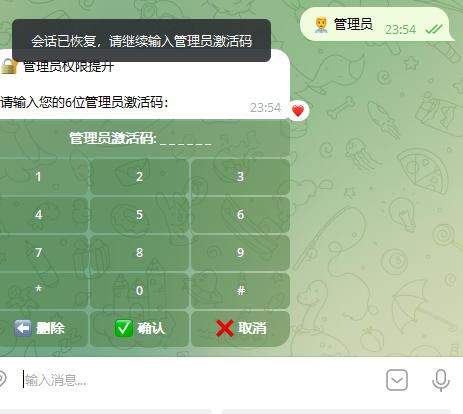 👨‍💼 管理员
23:54
会话已恢复，请继续输入管理员激活码
🔐 管理员权限提升
请输入您的6位管理员激活码：
23:54
管理员激活码: _ _ _ _ _ _
1 2 3
4 5 6
7 8 9
* 0 #
⬅️ 删除 ✅ 确认 ❌ 取消
输入消息...